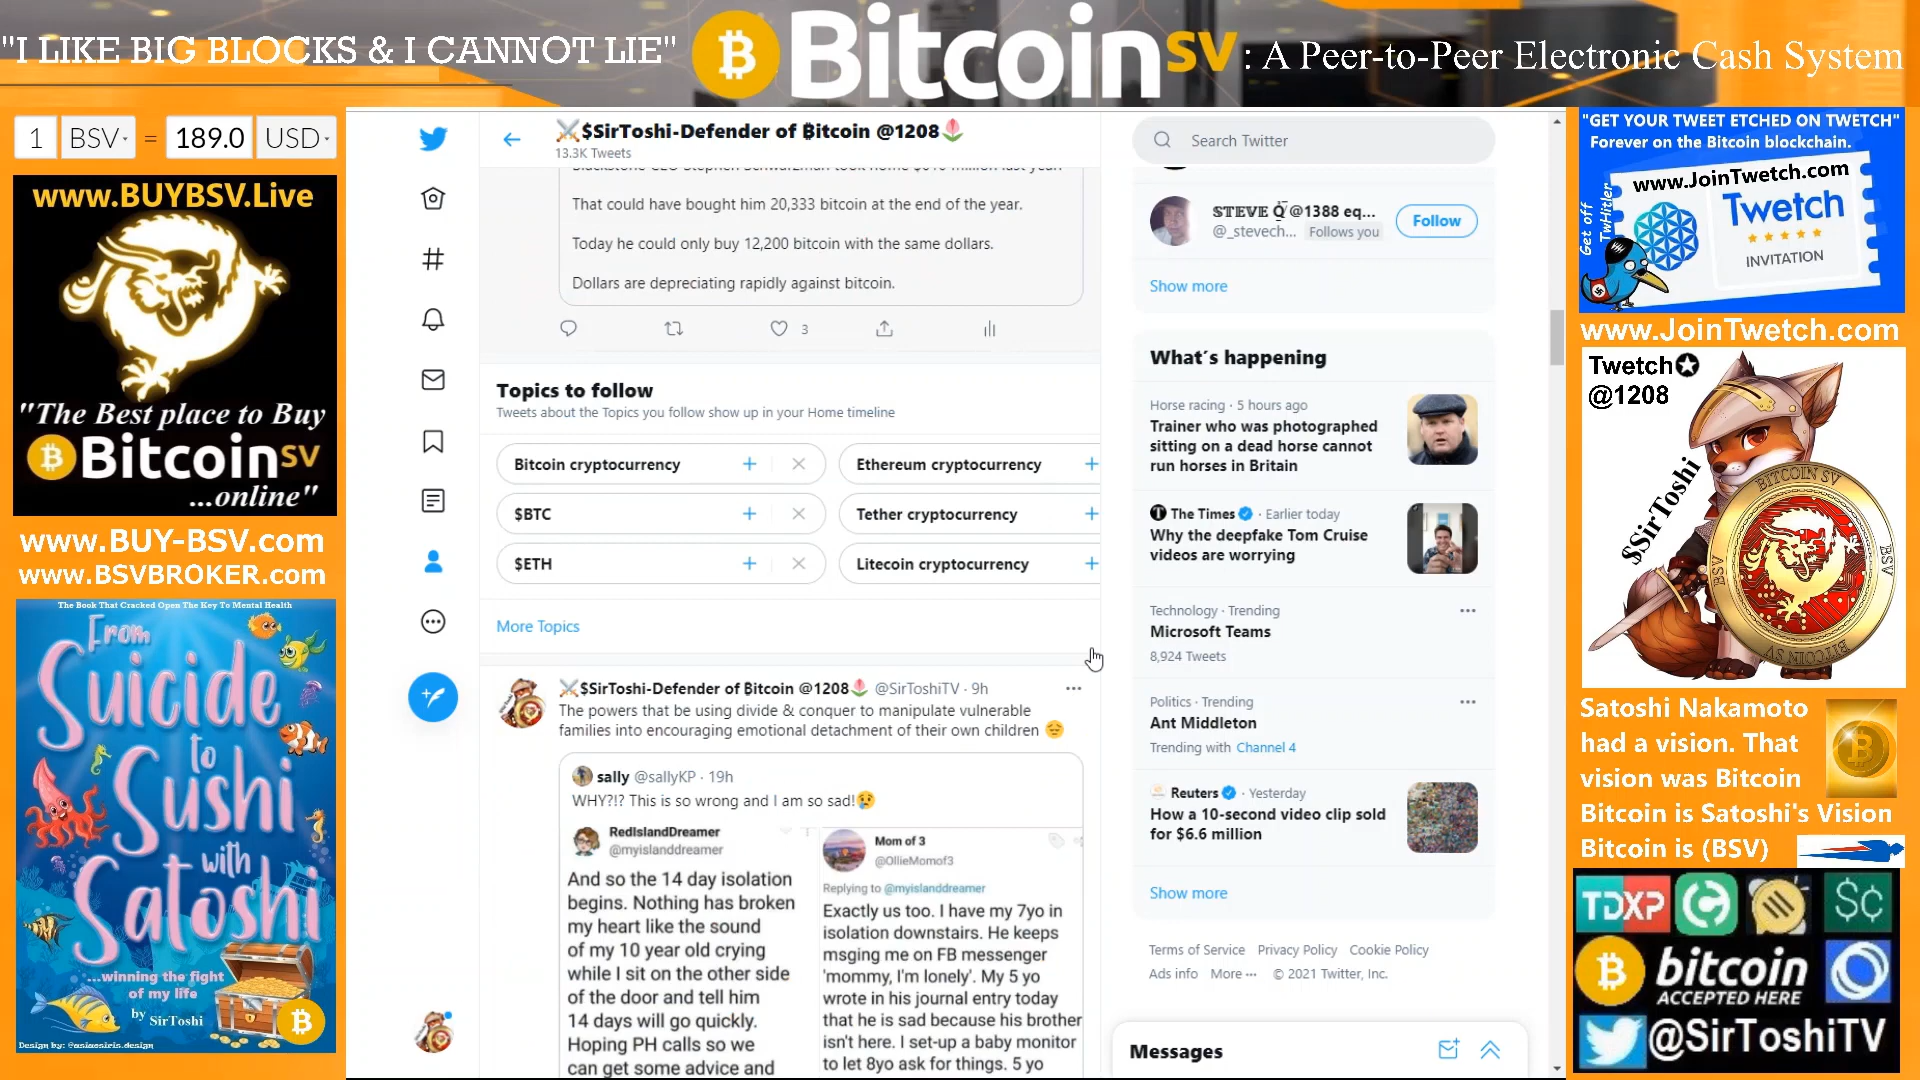 "I LIKE BIG BLOCKS & I CANNOT LIE"
BitcoinSV : A Peer-to-Peer Electronic Cash System
1 BSV = 189.0 USD
www.BUYBSV.Live
"The Best place to Buy
BitcoinSV
...online"
www.BUY-BSV.com
www.BSVBROKER.com
The Book That Cracked Open The Key To Mental Health
From
Suicide
to
Sushi
with
Satoshi
...winning the fight
of my life
by SirToshi
Design by: @asiaosiris.design
⚔️$SirToshi-Defender of ₿itcoin @1208🌷
13.3K Tweets
That could have bought him 20,333 bitcoin at the end of the year.
Today he could only buy 12,200 bitcoin with the same dollars.
Dollars are depreciating rapidly against bitcoin.
3
Topics to follow
Tweets about the Topics you follow show up in your Home timeline
Bitcoin cryptocurrency
Ethereum cryptocurrency
$BTC
Tether cryptocurrency
$ETH
Litecoin cryptocurrency
More Topics
⚔️$SirToshi-Defender of ₿itcoin @1208🌷 @SirToshiTV · 9h
The powers that be using divide & conquer to manipulate vulnerable
families into encouraging emotional detachment of their own children 😔
sally @sallyKP · 19h
WHY?!? This is so wrong and I am so sad!😢
RedIslandDreamer
@myislanddreamer
And so the 14 day isolation
begins. Nothing has broken
my heart like the sound
of my 10 year old crying
while I sit on the other side
of the door and tell him
14 days will go quickly.
Hoping PH calls so we
can get some advice and
Mom of 3
@OllieMomof3
Replying to @myislanddreamer
Exactly us too. I have my 7yo in
isolation downstairs. He keeps
msging me on FB messenger
'mommy, I'm lonely'. My 5 yo
wrote in his journal entry today
that he is sad because his brother
isn't here. I set-up a baby monitor
to let 8yo ask for things. 5 yo
Search Twitter
STEVE Q @1388 eq...
@_stevech... Follows you
Follow
Show more
What's happening
Horse racing · 5 hours ago
Trainer who was photographed
sitting on a dead horse cannot
run horses in Britain
The Times · Earlier today
Why the deepfake Tom Cruise
videos are worrying
Technology · Trending
Microsoft Teams
8,924 Tweets
Politics · Trending
Ant Middleton
Trending with Channel 4
Reuters · Yesterday
How a 10-second video clip sold
for $6.6 million
Show more
Terms of Service Privacy Policy Cookie Policy
Ads info More ··· © 2021 Twitter, Inc.
Messages
"GET YOUR TWEET ETCHED ON TWETCH"
Forever on the Bitcoin blockchain.
www.JoinTwetch.com
Twetch
INVITATION
Get off
TwHitler
www.JoinTwetch.com
Twetch
@1208
$SirToshi
BITCOIN SV
BSV
BSV
BITCOIN
Satoshi Nakamoto
had a vision. That
vision was Bitcoin
Bitcoin is Satoshi's Vision
Bitcoin is (BSV)
TDXP
bitcoin
ACCEPTED HERE
@SirToshiTV